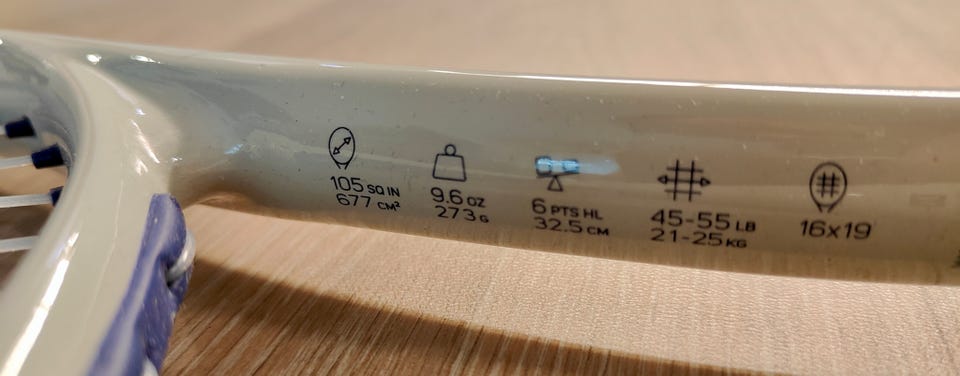 105 SQ IN
677 CM²
9.6 OZ
273 G
6 PTS HL
32.5 CM
45-55 LB
21-25 KG
16x19